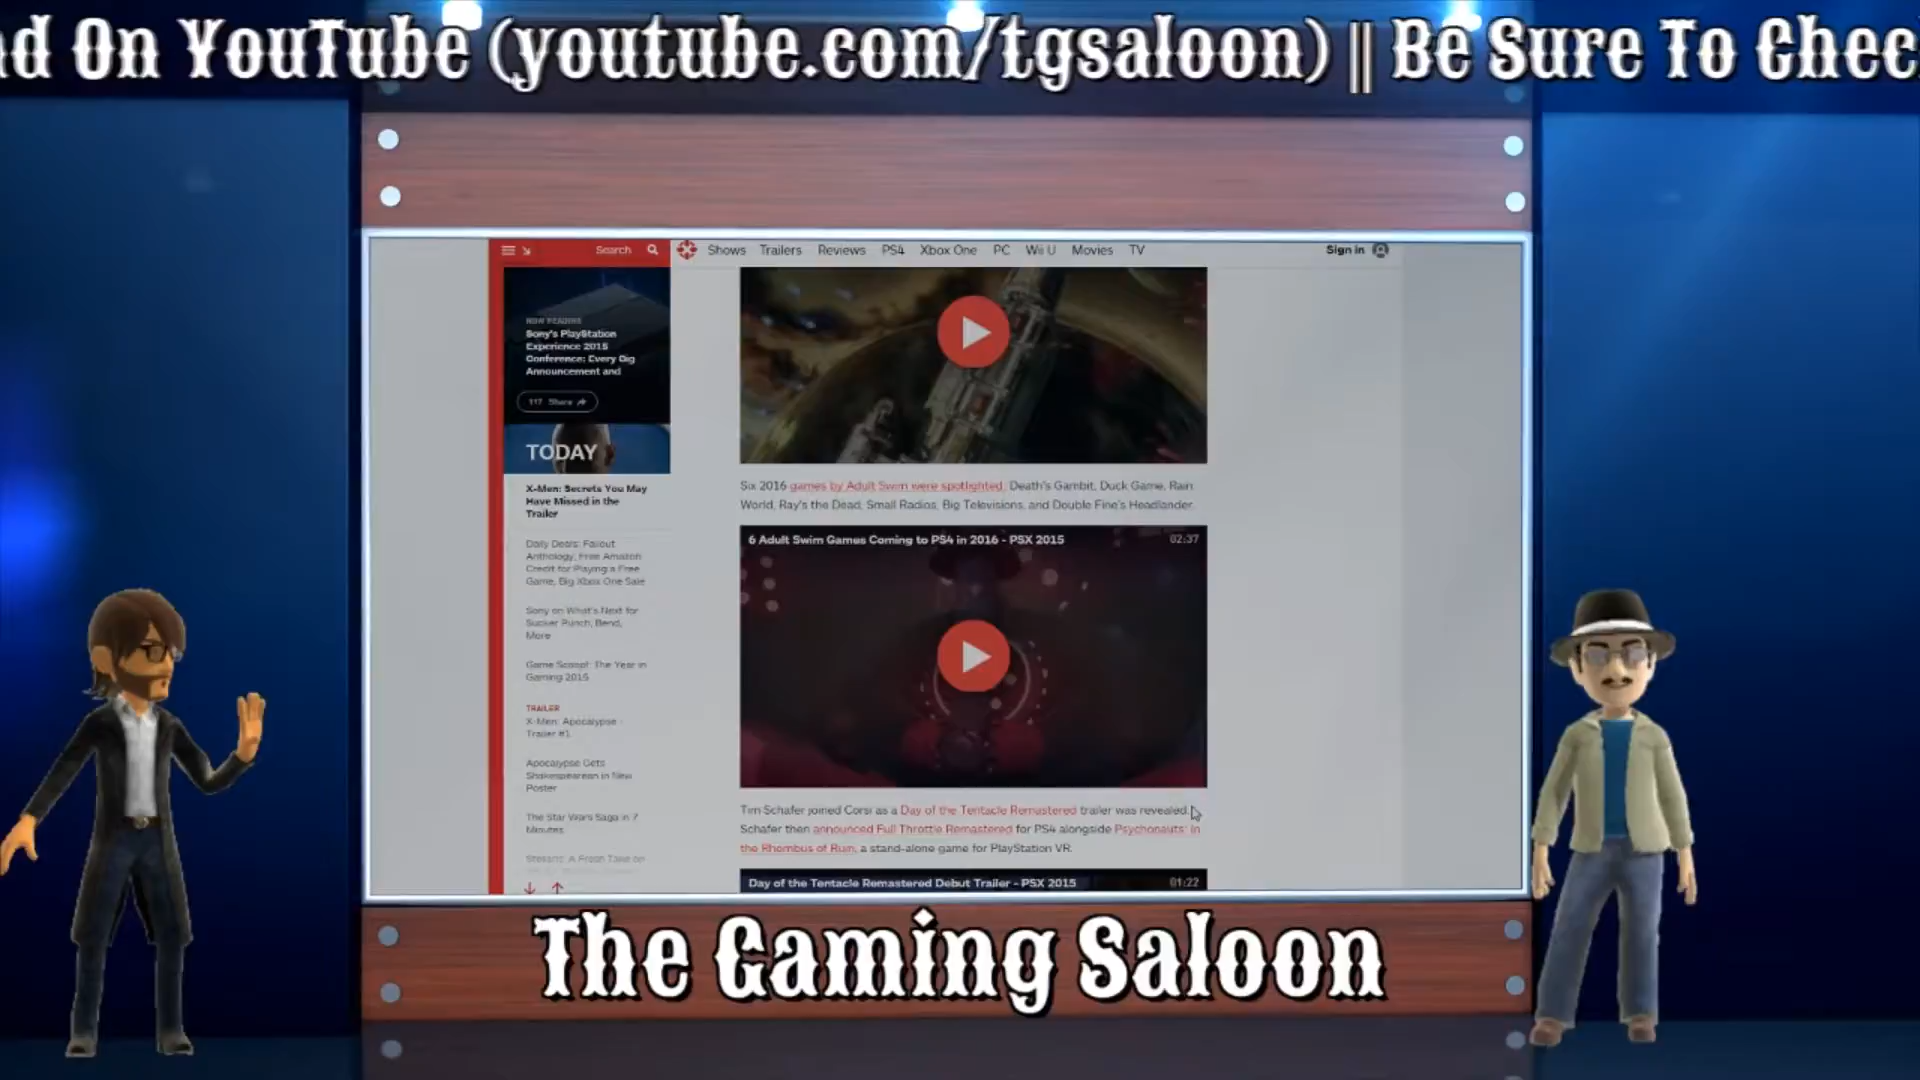 nd On YouTube (youtube.com/tgsaloon) || Be Sure To Chec
Search
Shows Trailers Reviews PS4 Xbox One PC Wii U Movies TV
Sign in
NOW READING
Sony's PlayStation
Experience 2015
Conference: Every Big
Announcement and
117 Share
TODAY
X-Men: Secrets You May
Have Missed in the
Trailer
Daily Deals: Fallout
Anthology, Free Amazon
Credit for Playing a Free
Game, Big Xbox One Sale
Sony on What's Next for
Sucker Punch, Bend,
More
Game Scoop!: The Year in
Gaming 2015
TRAILER
X-Men: Apocalypse -
Trailer #1
Apocalypse Gets
Shakespearean in New
Poster
The Star Wars Saga in 7
Minutes
A Fresh Take on
Six 2016 games by Adult Swim were spotlighted: Death's Gambit, Duck Game, Rain
World, Ray's the Dead, Small Radios, Big Televisions, and Double Fine's Headlander.
6 Adult Swim Games Coming to PS4 in 2016 - PSX 2015
02:37
Tim Schafer joined Corsi as a Day of the Tentacle Remastered trailer was revealed.
Schafer then announced Full Throttle Remastered for PS4 alongside Psychonauts: in
the Rhombus of Ruin, a stand-alone game for PlayStation VR.
Day of the Tentacle Remastered Debut Trailer - PSX 2015
01:22
The Gaming Saloon